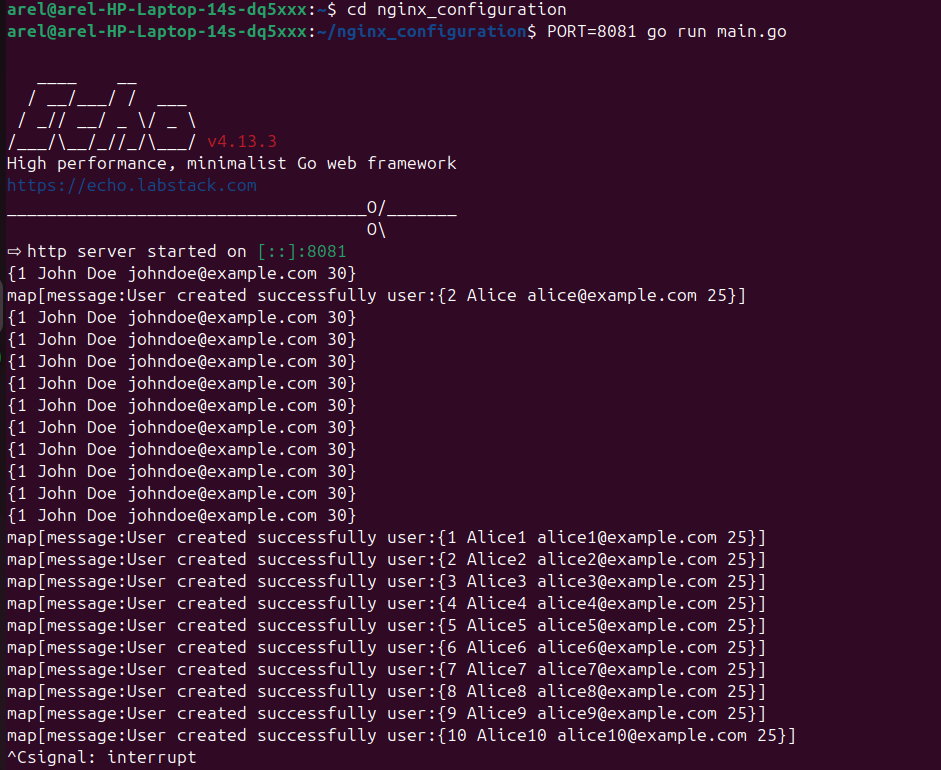 arel@arel-HP-Laptop-14s-dq5xxx:~$ cd nginx_configuration
arel@arel-HP-Laptop-14s-dq5xxx:~/nginx_configuration$ PORT=8081 go run main.go

   ____    __
  / __/___/ /  ___
 / _// __/ _ \/ _ \
/___/\__/_//_/\___/ v4.13.3
High performance, minimalist Go web framework
https://echo.labstack.com
____________________________________O/_______
                                    O\
⇨ http server started on [::]:8081
{1 John Doe johndoe@example.com 30}
map[message:User created successfully user:{2 Alice alice@example.com 25}]
{1 John Doe johndoe@example.com 30}
{1 John Doe johndoe@example.com 30}
{1 John Doe johndoe@example.com 30}
{1 John Doe johndoe@example.com 30}
{1 John Doe johndoe@example.com 30}
{1 John Doe johndoe@example.com 30}
{1 John Doe johndoe@example.com 30}
{1 John Doe johndoe@example.com 30}
{1 John Doe johndoe@example.com 30}
{1 John Doe johndoe@example.com 30}
map[message:User created successfully user:{1 Alice1 alice1@example.com 25}]
map[message:User created successfully user:{2 Alice2 alice2@example.com 25}]
map[message:User created successfully user:{3 Alice3 alice3@example.com 25}]
map[message:User created successfully user:{4 Alice4 alice4@example.com 25}]
map[message:User created successfully user:{5 Alice5 alice5@example.com 25}]
map[message:User created successfully user:{6 Alice6 alice6@example.com 25}]
map[message:User created successfully user:{7 Alice7 alice7@example.com 25}]
map[message:User created successfully user:{8 Alice8 alice8@example.com 25}]
map[message:User created successfully user:{9 Alice9 alice9@example.com 25}]
map[message:User created successfully user:{10 Alice10 alice10@example.com 25}]
^Csignal: interrupt